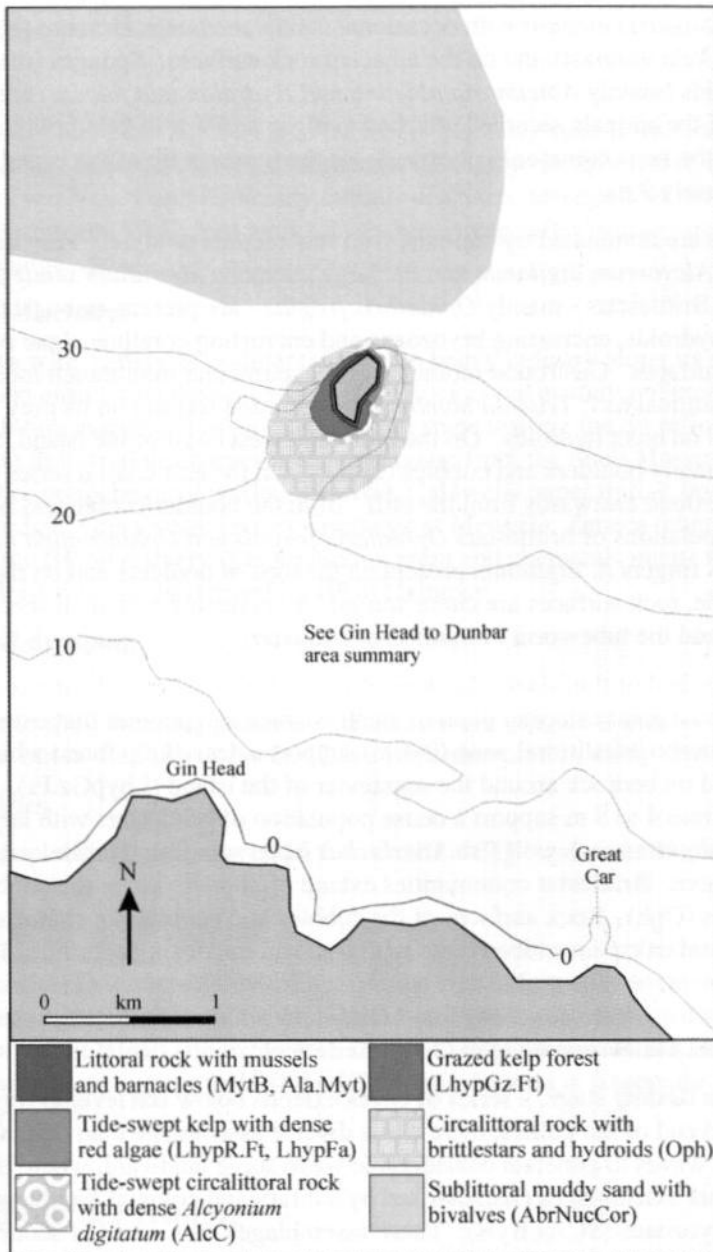 30
20
See Gin Head to Dunbar
area summary
10
Gin Head
0
N
Great
Car
0
0 km 1
Littoral rock with mussels
and barnacles (MytB, Ala.Myt)
Grazed kelp forest
(LhypGz.Ft)
Tide-swept kelp with dense
red algae (LhypR.Ft, LhypFa)
Circalittoral rock with
brittlestars and hydroids (Oph)
Tide-swept circalittoral rock
with dense Alcyonium
digitatum (AlcC)
Sublittoral muddy sand with
bivalves (AbrNucCor)